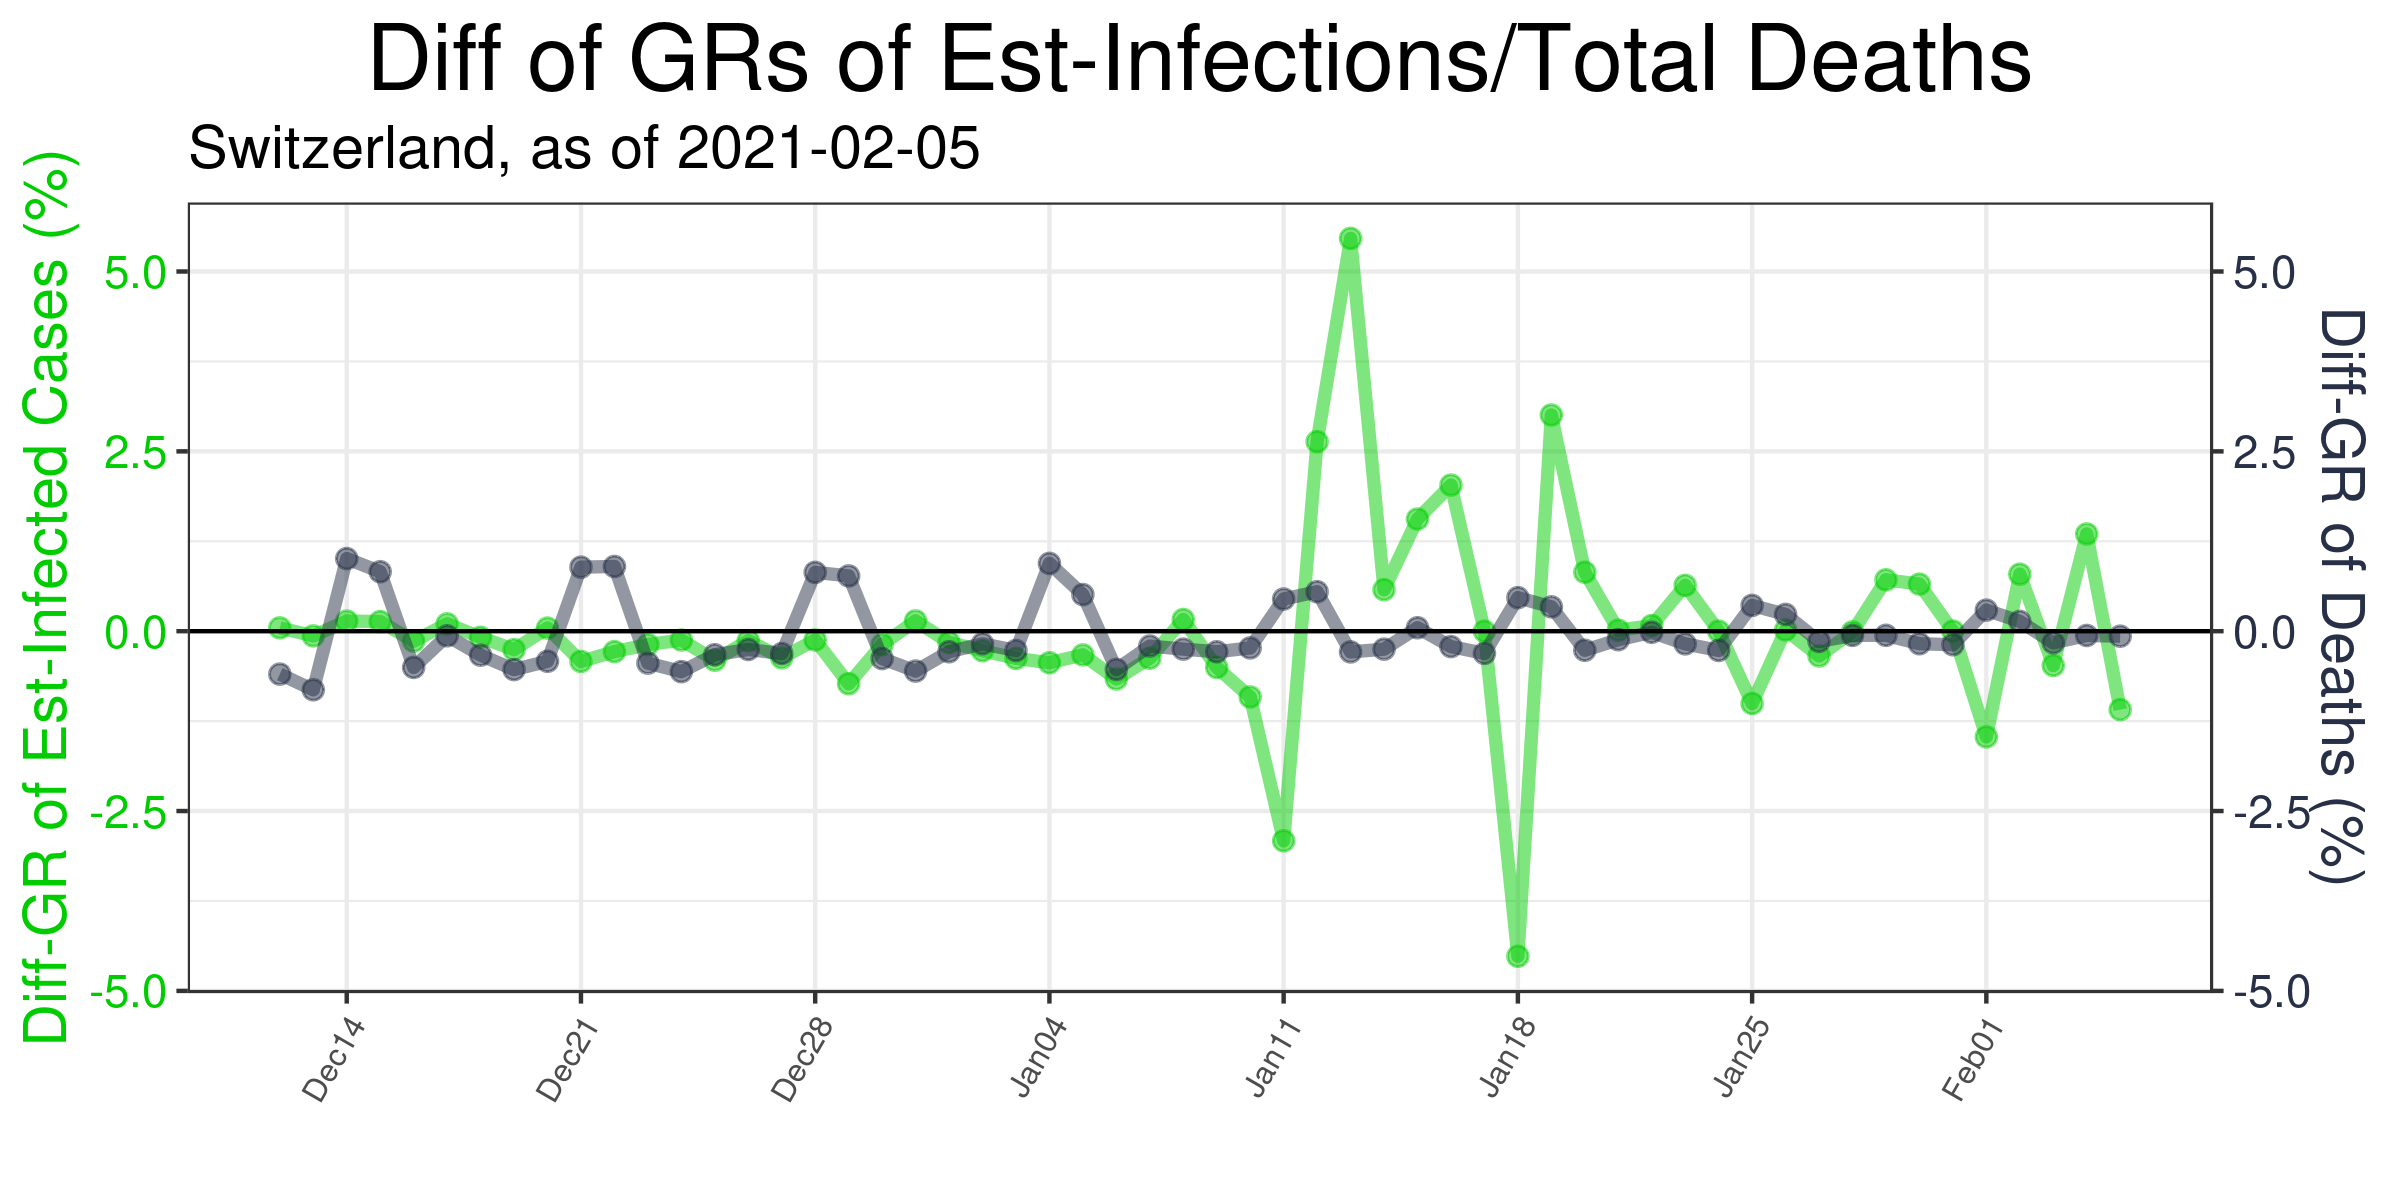 Diff of GRs of Est-Infections/Total Deaths
Switzerland, as of 2021-02-05
Diff-GR of Est-Infected Cases (%)
5.0
2.5
0.0
-2.5
-5.0
5.0
2.5
0.0
-2.5
-5.0
Diff-GR of Deaths (%)
Dec14
Dec21
Dec28
Jan04
Jan11
Jan18
Jan25
Feb01